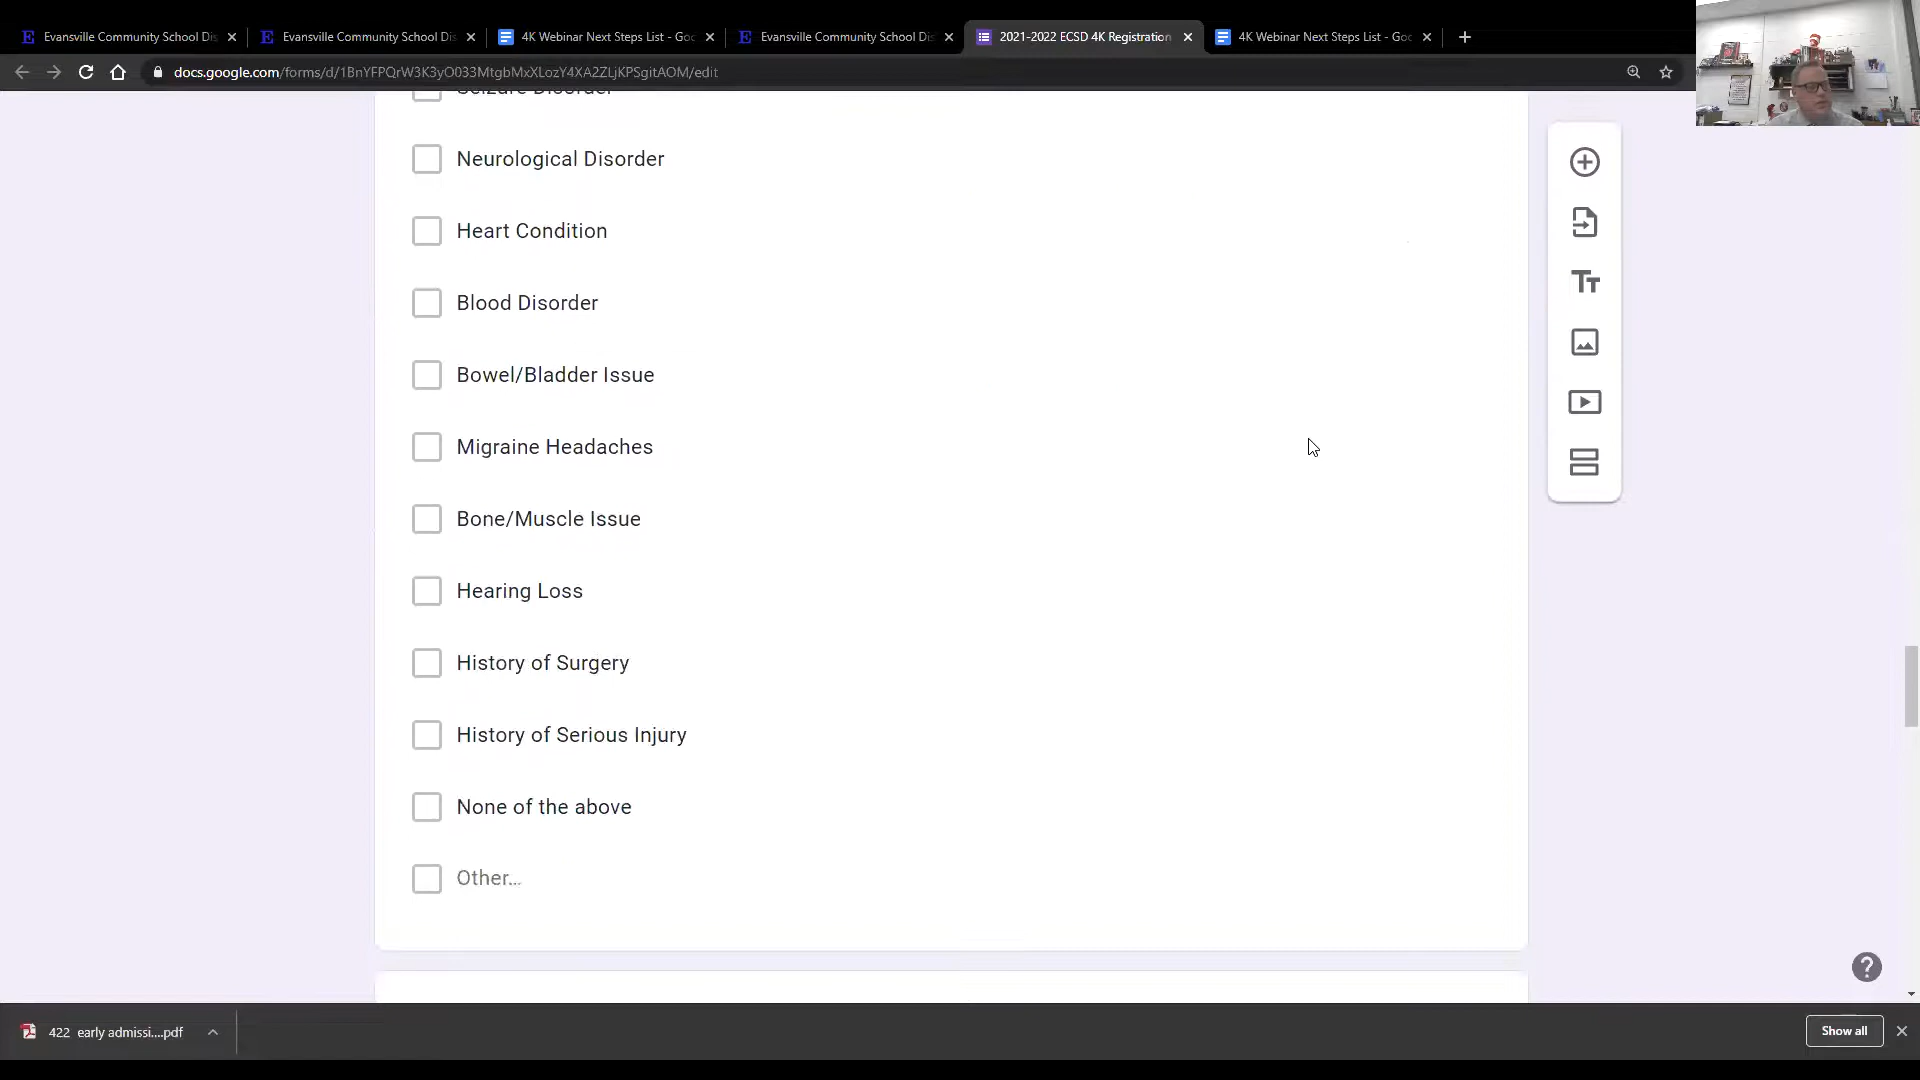 Evansville Community School Dis
Evansville Community School Dis
4K Webinar Next Steps List - Goo
Evansville Community School Dis
2021-2022 ECSD 4K Registration
4K Webinar Next Steps List - Goo
docs.google.com/forms/d/1BnYFPQrW3K3yO033MtgbMxXLozY4XA2ZLjKPSgitAOM/edit
Seizure Disorder
Neurological Disorder
Heart Condition
Blood Disorder
Bowel/Bladder Issue
Migraine Headaches
Bone/Muscle Issue
Hearing Loss
History of Surgery
History of Serious Injury
None of the above
Other...
422 early admissi....pdf
Show all